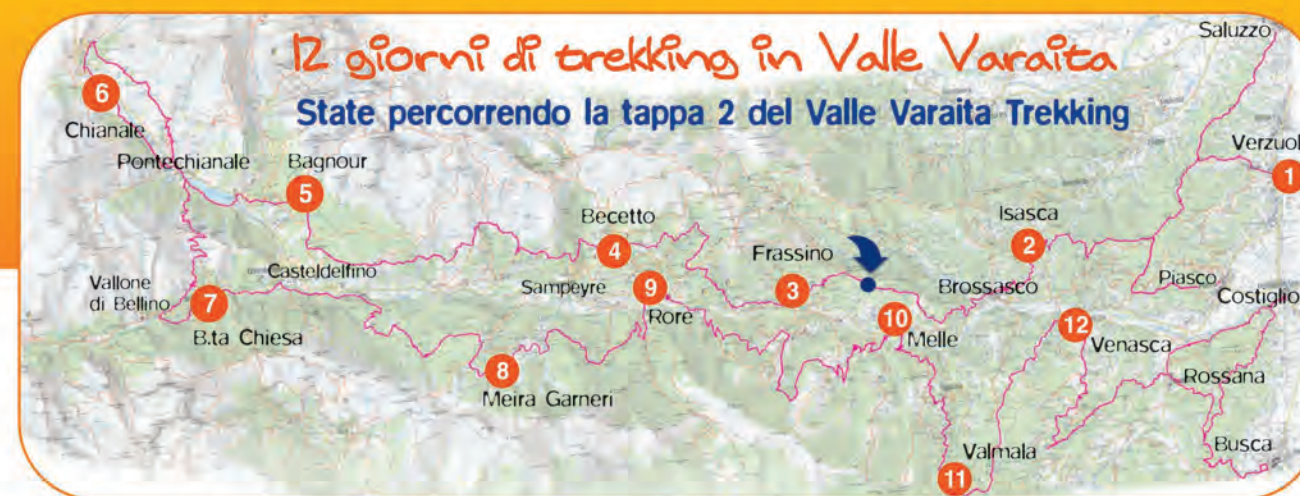 12 giorni di trekking in Valle Varaita
State percorrendo la tappa 2 del Valle Varaita Trekking
Saluzzo
Verzuol
1
6
Chianale
Pontechianale
Bagnour
5
Becetto
4
Isasca
2
Frassino
3
Casteldelfino
Sampeyre
9
Rore
Brossasco
Piasco
Costiglio
Vallone
di Bellino
7
B.ta Chiesa
10
Melle
12
Venasca
8
Meira Garneri
Rossana
Valmala
11
Busca